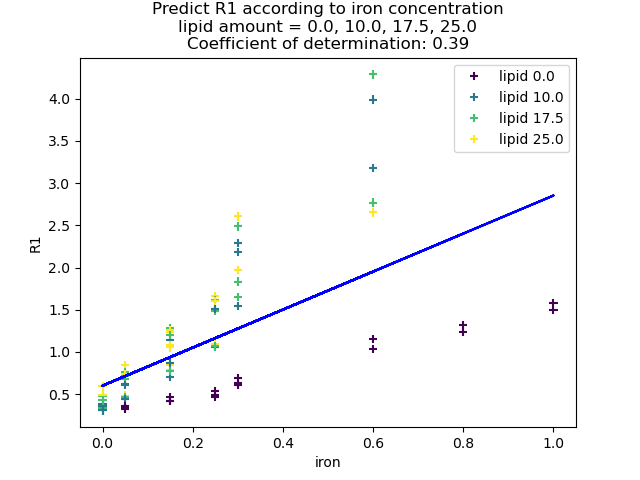 Predict R1 according to iron concentration
lipid amount = 0.0, 10.0, 17.5, 25.0
Coefficient of determination: 0.39
lipid 0.0
lipid 10.0
lipid 17.5
lipid 25.0
4.0
3.5
3.0
2.5
2.0
1.5
1.0
0.5
R1
0.0 0.2 0.4 0.6 0.8 1.0
iron